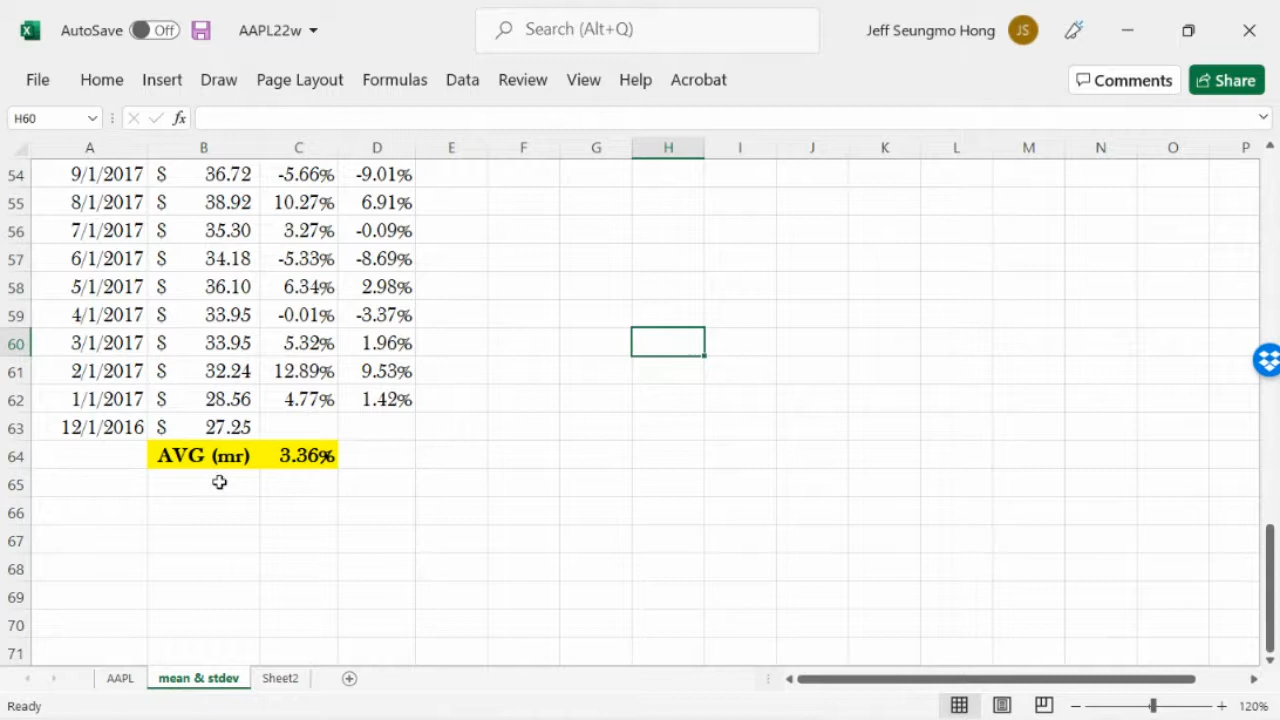 AutoSave Off AAPL22w Search (Alt+Q) Jeff Seungmo Hong JS
File Home Insert Draw Page Layout Formulas Data Review View Help Acrobat Comments Share
H60 fx
A B C D E F G H I J K L M N O P
54 9/1/2017 $ 36.72 -5.66% -9.01%
55 8/1/2017 $ 38.92 10.27% 6.91%
56 7/1/2017 $ 35.30 3.27% -0.09%
57 6/1/2017 $ 34.18 -5.33% -8.69%
58 5/1/2017 $ 36.10 6.34% 2.98%
59 4/1/2017 $ 33.95 -0.01% -3.37%
60 3/1/2017 $ 33.95 5.32% 1.96%
61 2/1/2017 $ 32.24 12.89% 9.53%
62 1/1/2017 $ 28.56 4.77% 1.42%
63 12/1/2016 $ 27.25
64 AVG (mr) 3.36%
65
66
67
68
69
70
71
AAPL mean & stdev Sheet2
Ready 120%